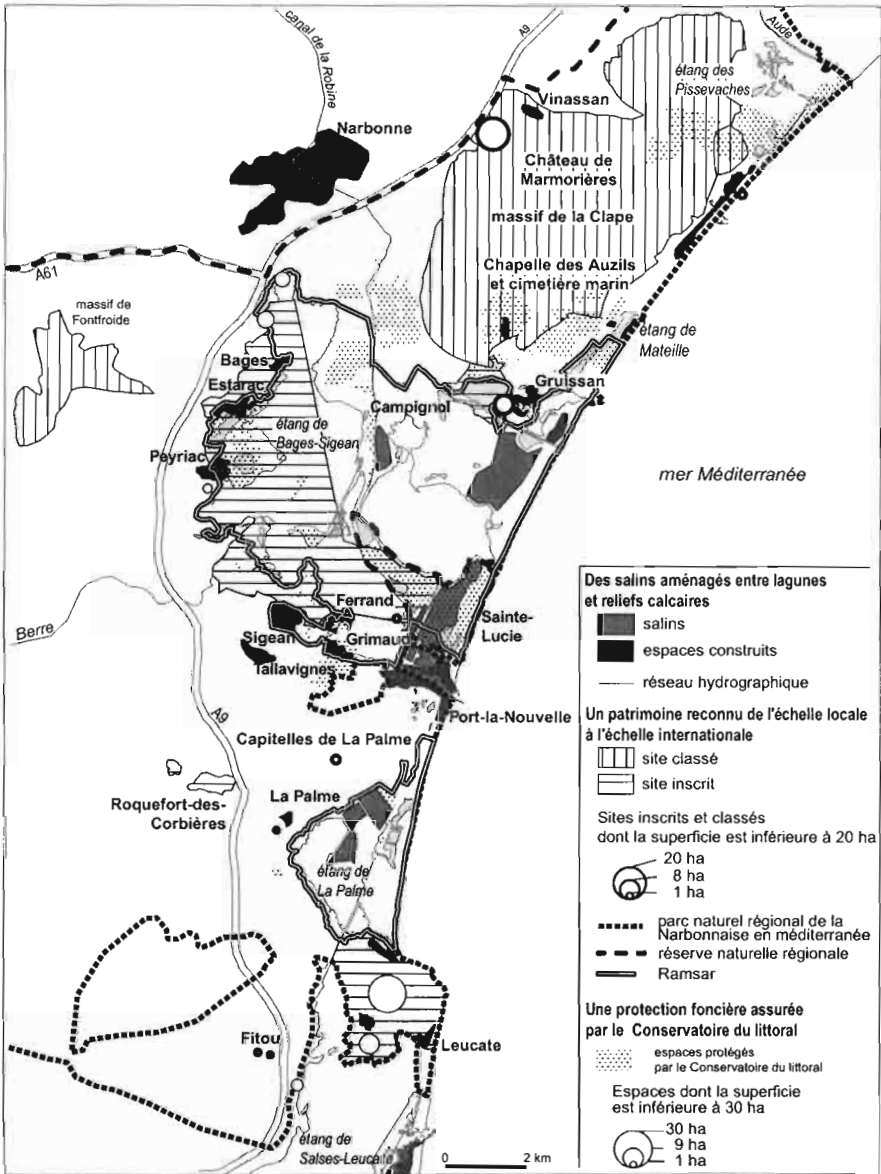 canal de la Robine
A9
Aude
étang des
Pissevaches
Vinassan
Narbonne
Château de
Marmorières
massif de la Clape
A61
Chapelle des Auzils
et cimetière marin
massif de
Fontfroide
étang de
Mateille
Bages
Estarac
Gruissan
Campignol
étang de
Bages-Sigean
Peyriac
mer Méditerranée
Berre
Ferrand
Sainte-
Lucie
Sigean
Grimaud
Tallavignes
A9
Port-la-Nouvelle
Capitelles de La Palme
Roquefort-des-
Corbières
La Palme
étang de
La Palme
Fitou
Leucate
étang de
Salses-Leucate
0 2 km
Des salins aménagés entre lagunes
et reliefs calcaires
salins
espaces construits
réseau hydrographique
Un patrimoine reconnu de l'échelle locale
à l'échelle internationale
site classé
site inscrit
Sites inscrits et classés
dont la superficie est inférieure à 20 ha
20 ha
8 ha
1 ha
parc naturel régional de la
Narbonnaise en méditerranée
réserve naturelle régionale
Ramsar
Une protection foncière assurée
par le Conservatoire du littoral
espaces protégés
par le Conservatoire du littoral
Espaces dont la superficie
est inférieure à 30 ha
30 ha
9 ha
1 ha